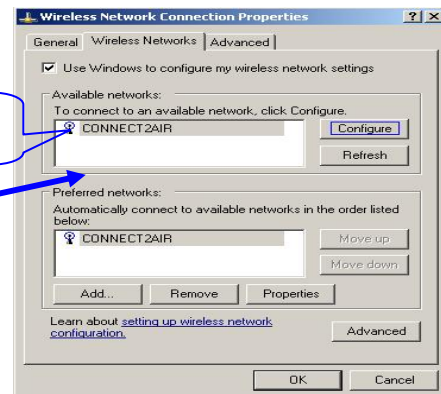 Wireless Network Connection Properties
General Wireless Networks Advanced
Use Windows to configure my wireless network settings
Available networks:
To connect to an available network, click Configure.
CONNECT2AIR
Configure
Refresh
Preferred networks:
Automatically connect to available networks in the order listed
below:
CONNECT2AIR
Move up
Move down
Add... Remove Properties
Learn about setting up wireless network
configuration.
Advanced
OK Cancel